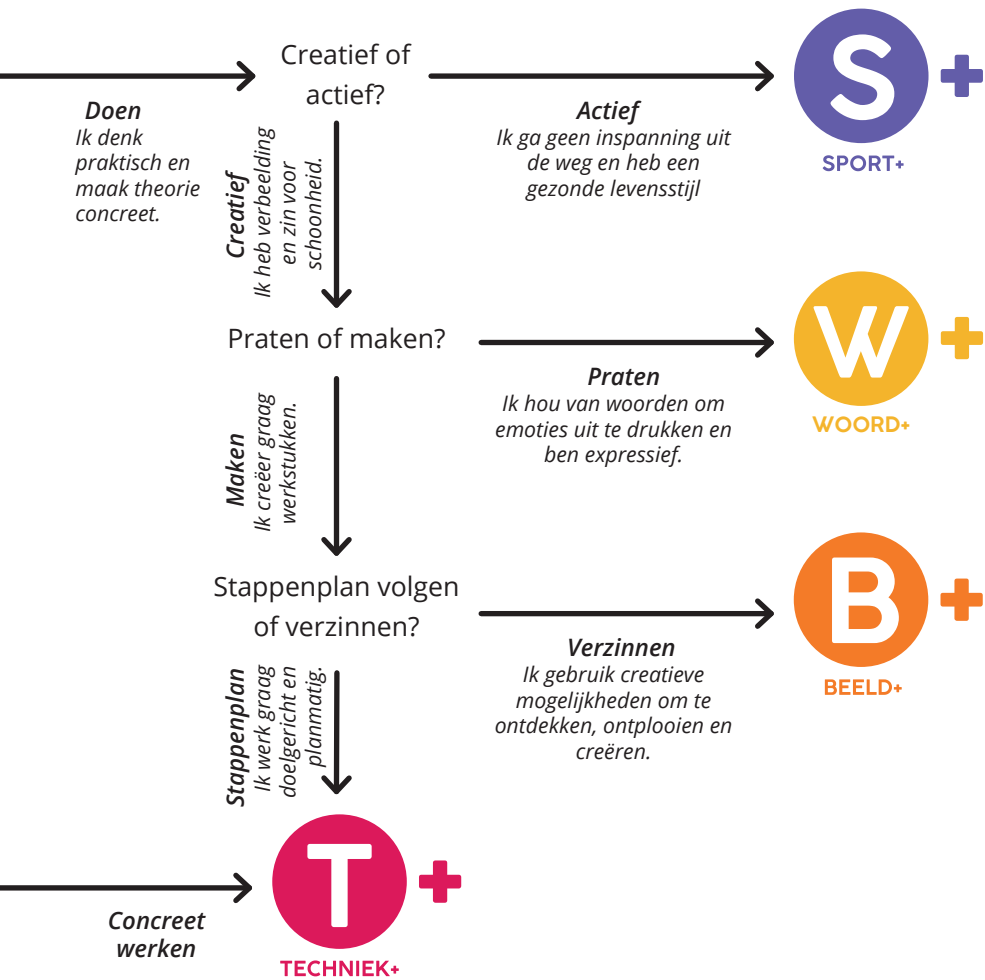 Creatief of
actief?
Doen
Ik denk
praktisch en
maak theorie
concreet.
Actief
Ik ga geen inspanning uit
de weg en heb een
gezonde levensstijl
S
SPORT+
Creatief
Ik heb verbeelding
en zin voor
schoonheid.
Praten of maken?
Praten
Ik hou van woorden om
emoties uit te drukken en
ben expressief.
W
WOORD+
Maken
Ik creëer graag
werkstukken.
Stappenplan volgen
of verzinnen?
Verzinnen
Ik gebruik creatieve
mogelijkheden om te
ontdekken, ontplooien en
creëren.
B
BEELD+
Stappenplan
Ik werk graag
doelgericht en
planmatig.
Concreet
werken
T
TECHNIEK+